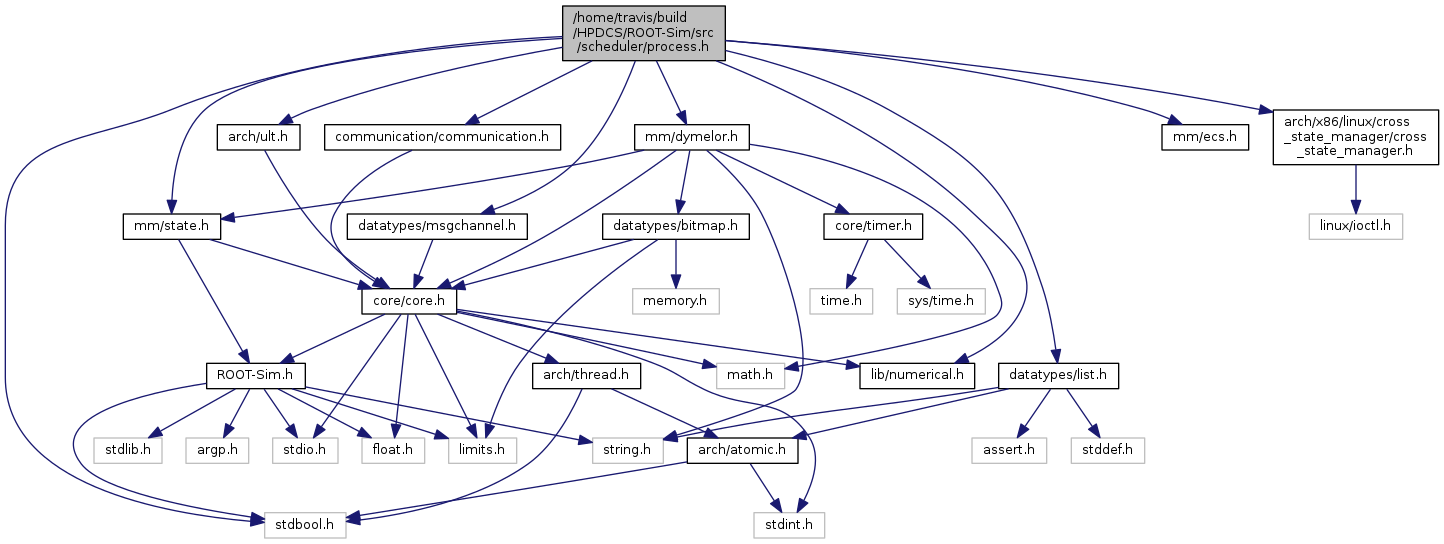 /home/travis/build
/HPDCS/ROOT-Sim/src
/scheduler/process.h
arch/ult.h
communication/communication.h
mm/dymelor.h
mm/ecs.h
arch/x86/linux/cross
_state_manager/cross
_state_manager.h
mm/state.h
datatypes/msgchannel.h
datatypes/bitmap.h
core/timer.h
linux/ioctl.h
core/core.h
memory.h
time.h
sys/time.h
ROOT-Sim.h
arch/thread.h
math.h
lib/numerical.h
datatypes/list.h
stdlib.h
argp.h
stdio.h
float.h
limits.h
string.h
arch/atomic.h
assert.h
stddef.h
stdbool.h
stdint.h